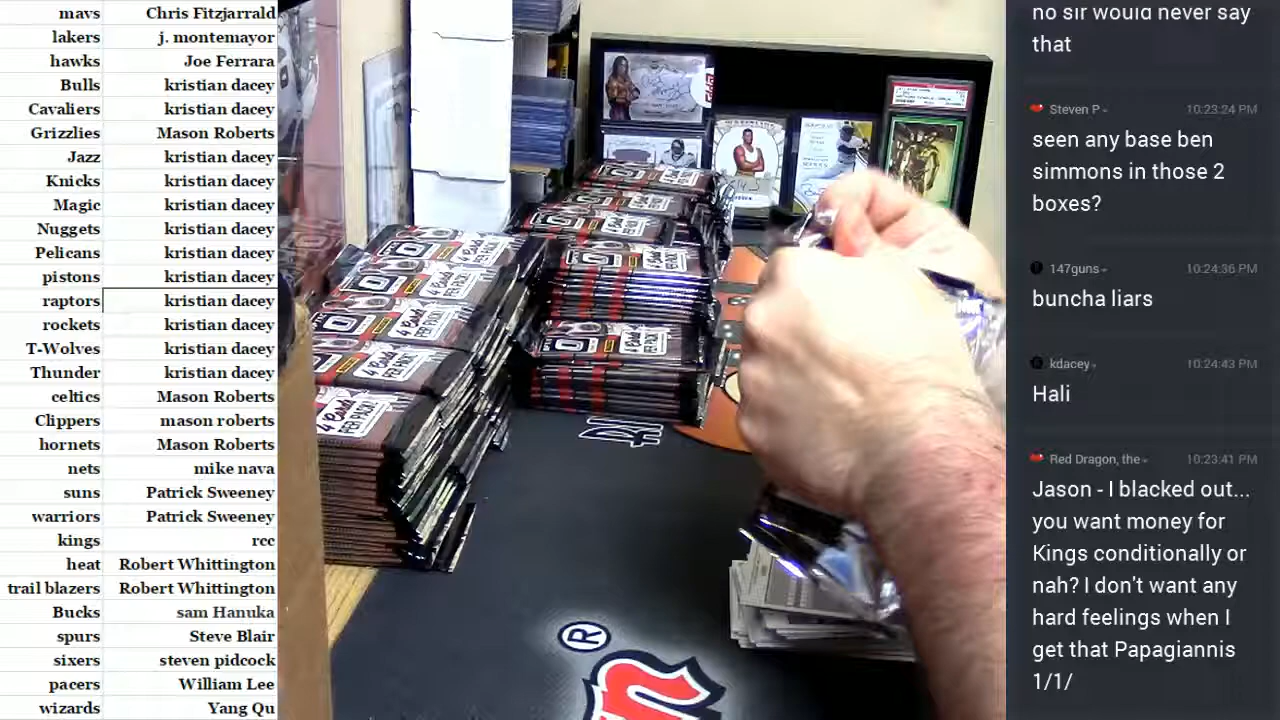 mavs Chris Fitzjarrald
lakers j. montemayor
hawks Joe Ferrara
Bulls kristian dacey
Cavaliers kristian dacey
Grizzlies Mason Roberts
Jazz kristian dacey
Knicks kristian dacey
Magic kristian dacey
Nuggets kristian dacey
Pelicans kristian dacey
pistons kristian dacey
raptors kristian dacey
rockets kristian dacey
T-Wolves kristian dacey
Thunder kristian dacey
celtics Mason Roberts
Clippers mason roberts
hornets Mason Roberts
nets mike nava
suns Patrick Sweeney
warriors Patrick Sweeney
kings rcc
heat Robert Whittington
trail blazers Robert Whittington
Bucks sam Hanuka
spurs Steve Blair
sixers steven pidcock
pacers William Lee
wizards Yang Qu
4 Cards
PER PACK!
®
no sir would never say
that
Steven P 10:23:24 PM
seen any base ben
simmons in those 2
boxes?
147guns 10:24:36 PM
buncha liars
kdacey 10:24:43 PM
Hali
Red Dragon, the 10:23:41 PM
Jason - I blacked out...
you want money for
Kings conditionally or
nah? I don't want any
hard feelings when I
get that Papagiannis
1/1/